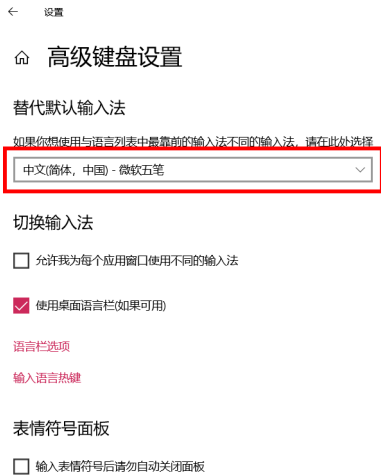 设置
高级键盘设置
替代默认输入法
如果你想使用与语言列表中最靠前的输入法不同的输入法，请在此处选择
中文(简体，中国) - 微软五笔
切换输入法
允许我为每个应用窗口使用不同的输入法
使用桌面语言栏(如果可用)
语言栏选项
输入语言热键
表情符号面板
输入表情符号后请勿自动关闭面板